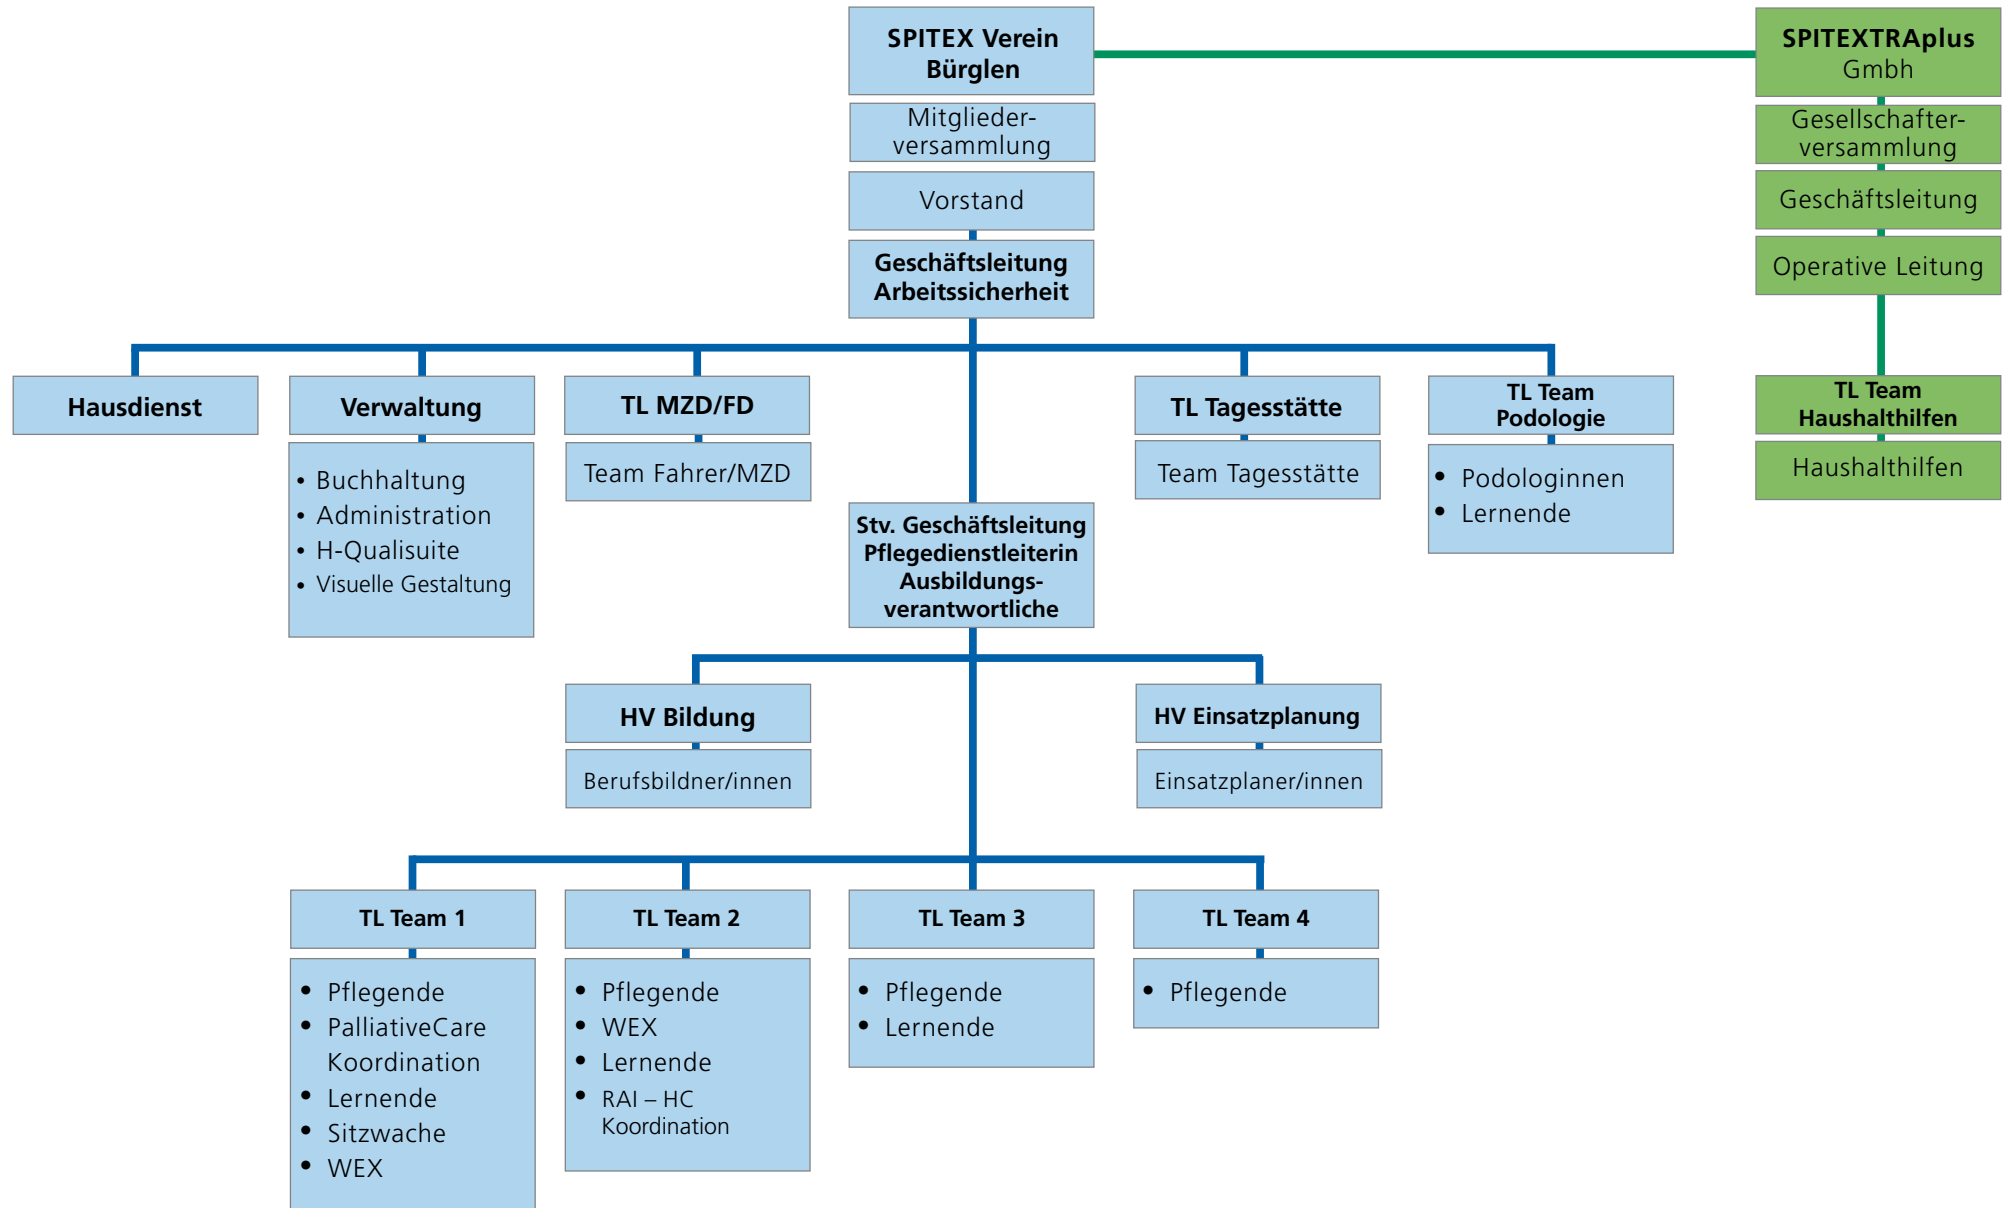 SPITEX Verein
Bürglen
Mitglieder-
versammlung
Vorstand
Geschäftsleitung
Arbeitssicherheit
SPITEXTRAplus
Gmbh
Gesellschafter-
versammlung
Geschäftsleitung
Operative Leitung
Hausdienst
Verwaltung
• Buchhaltung
• Administration
• H-Qualisuite
• Visuelle Gestaltung
TL MZD/FD
Team Fahrer/MZD
TL Tagesstätte
Team Tagesstätte
TL Team
Podologie
• Podologinnen
• Lernende
TL Team
Haushalthilfen
Haushalthilfen
Stv. Geschäftsleitung
Pflegedienstleiterin
Ausbildungs-
verantwortliche
HV Bildung
Berufsbildner/innen
HV Einsatzplanung
Einsatzplaner/innen
TL Team 1
• Pflegende
• PalliativeCare
Koordination
• Lernende
• Sitzwache
• WEX
TL Team 2
• Pflegende
• WEX
• Lernende
• RAI – HC
Koordination
TL Team 3
• Pflegende
• Lernende
TL Team 4
• Pflegende